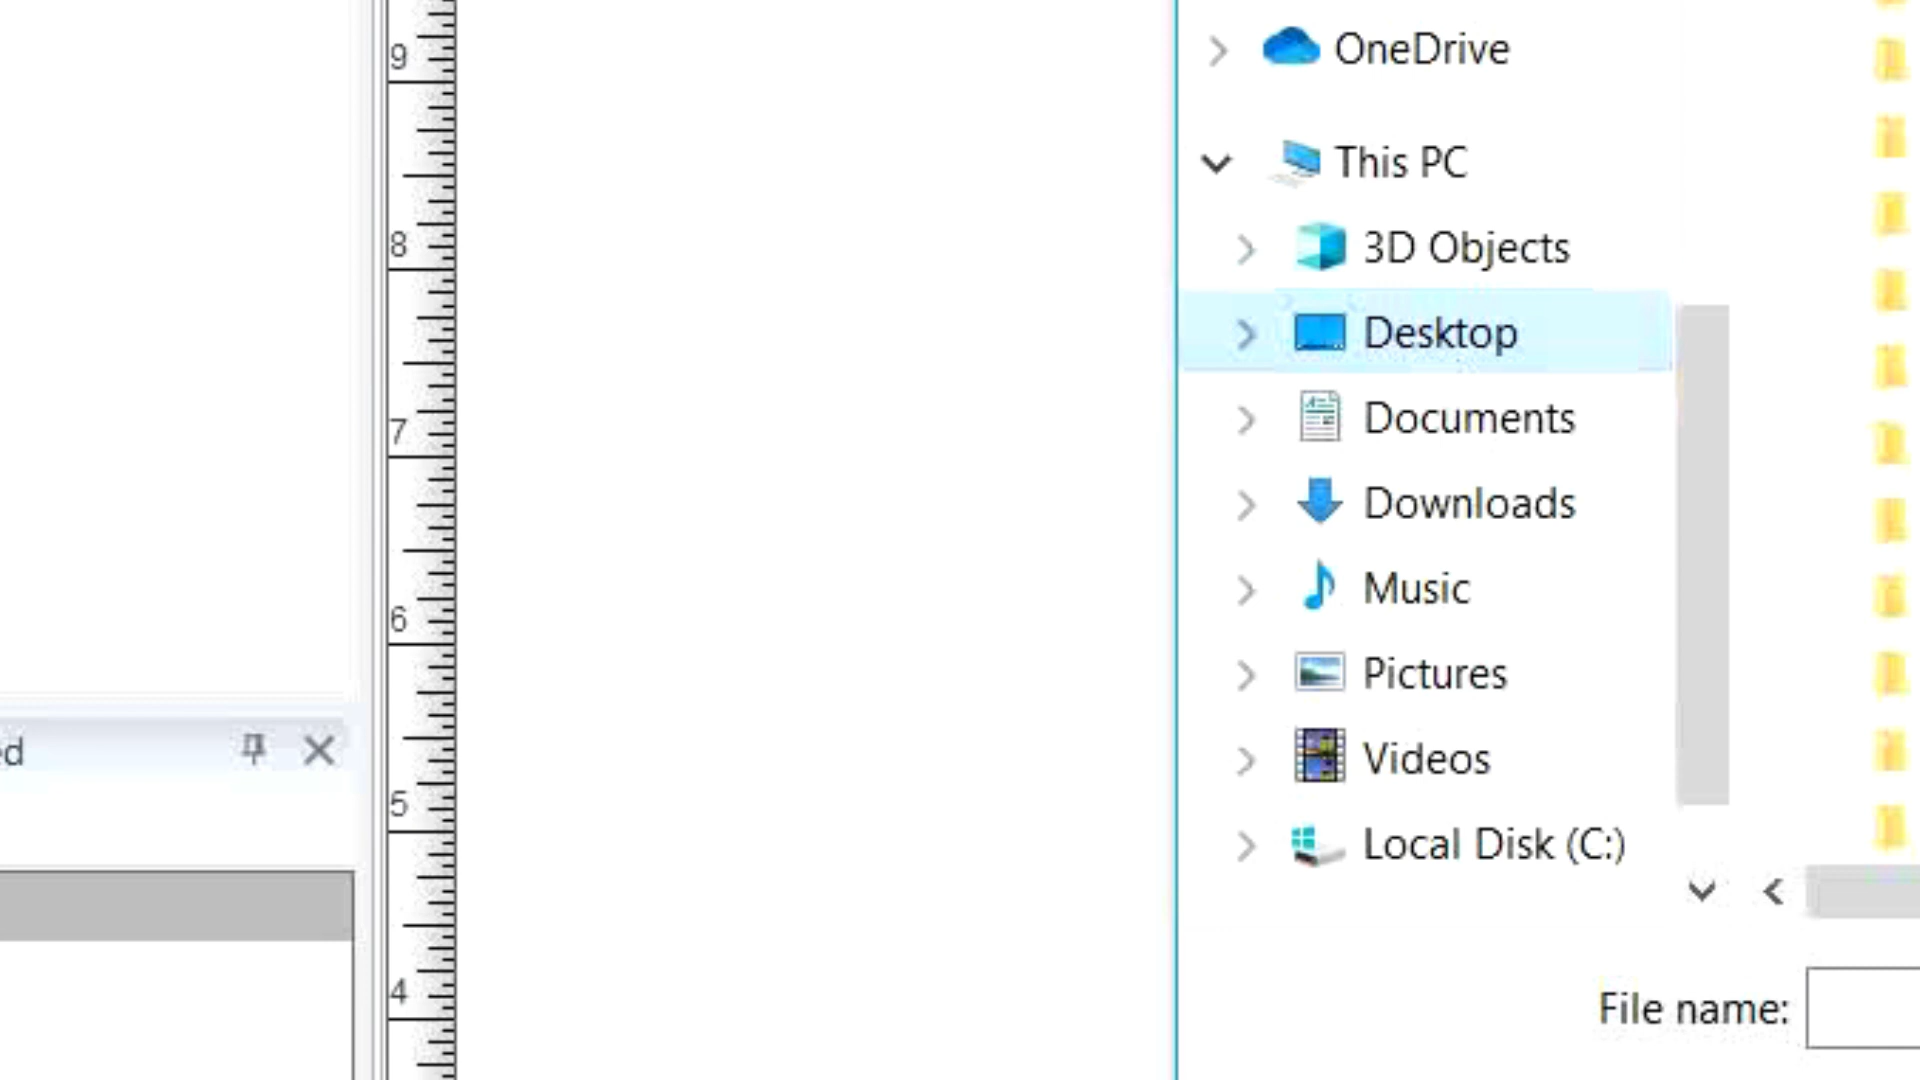 9
8
7
6
5
4
ed
OneDrive
This PC
3D Objects
Desktop
Documents
Downloads
Music
Pictures
Videos
Local Disk (C:)
File name: